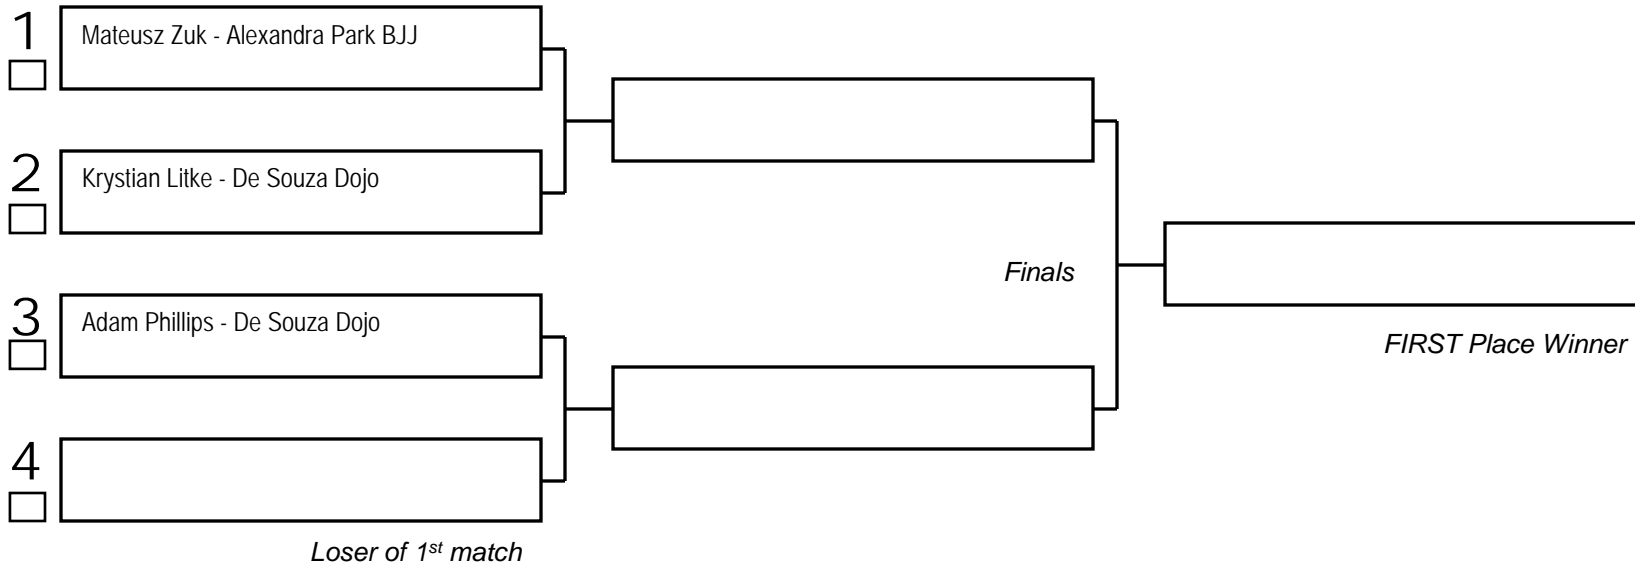 1
Mateusz Zuk - Alexandra Park BJJ
2
Krystian Litke - De Souza Dojo
Finals
3
Adam Phillips - De Souza Dojo
FIRST Place Winner
4
Loser of 1st match